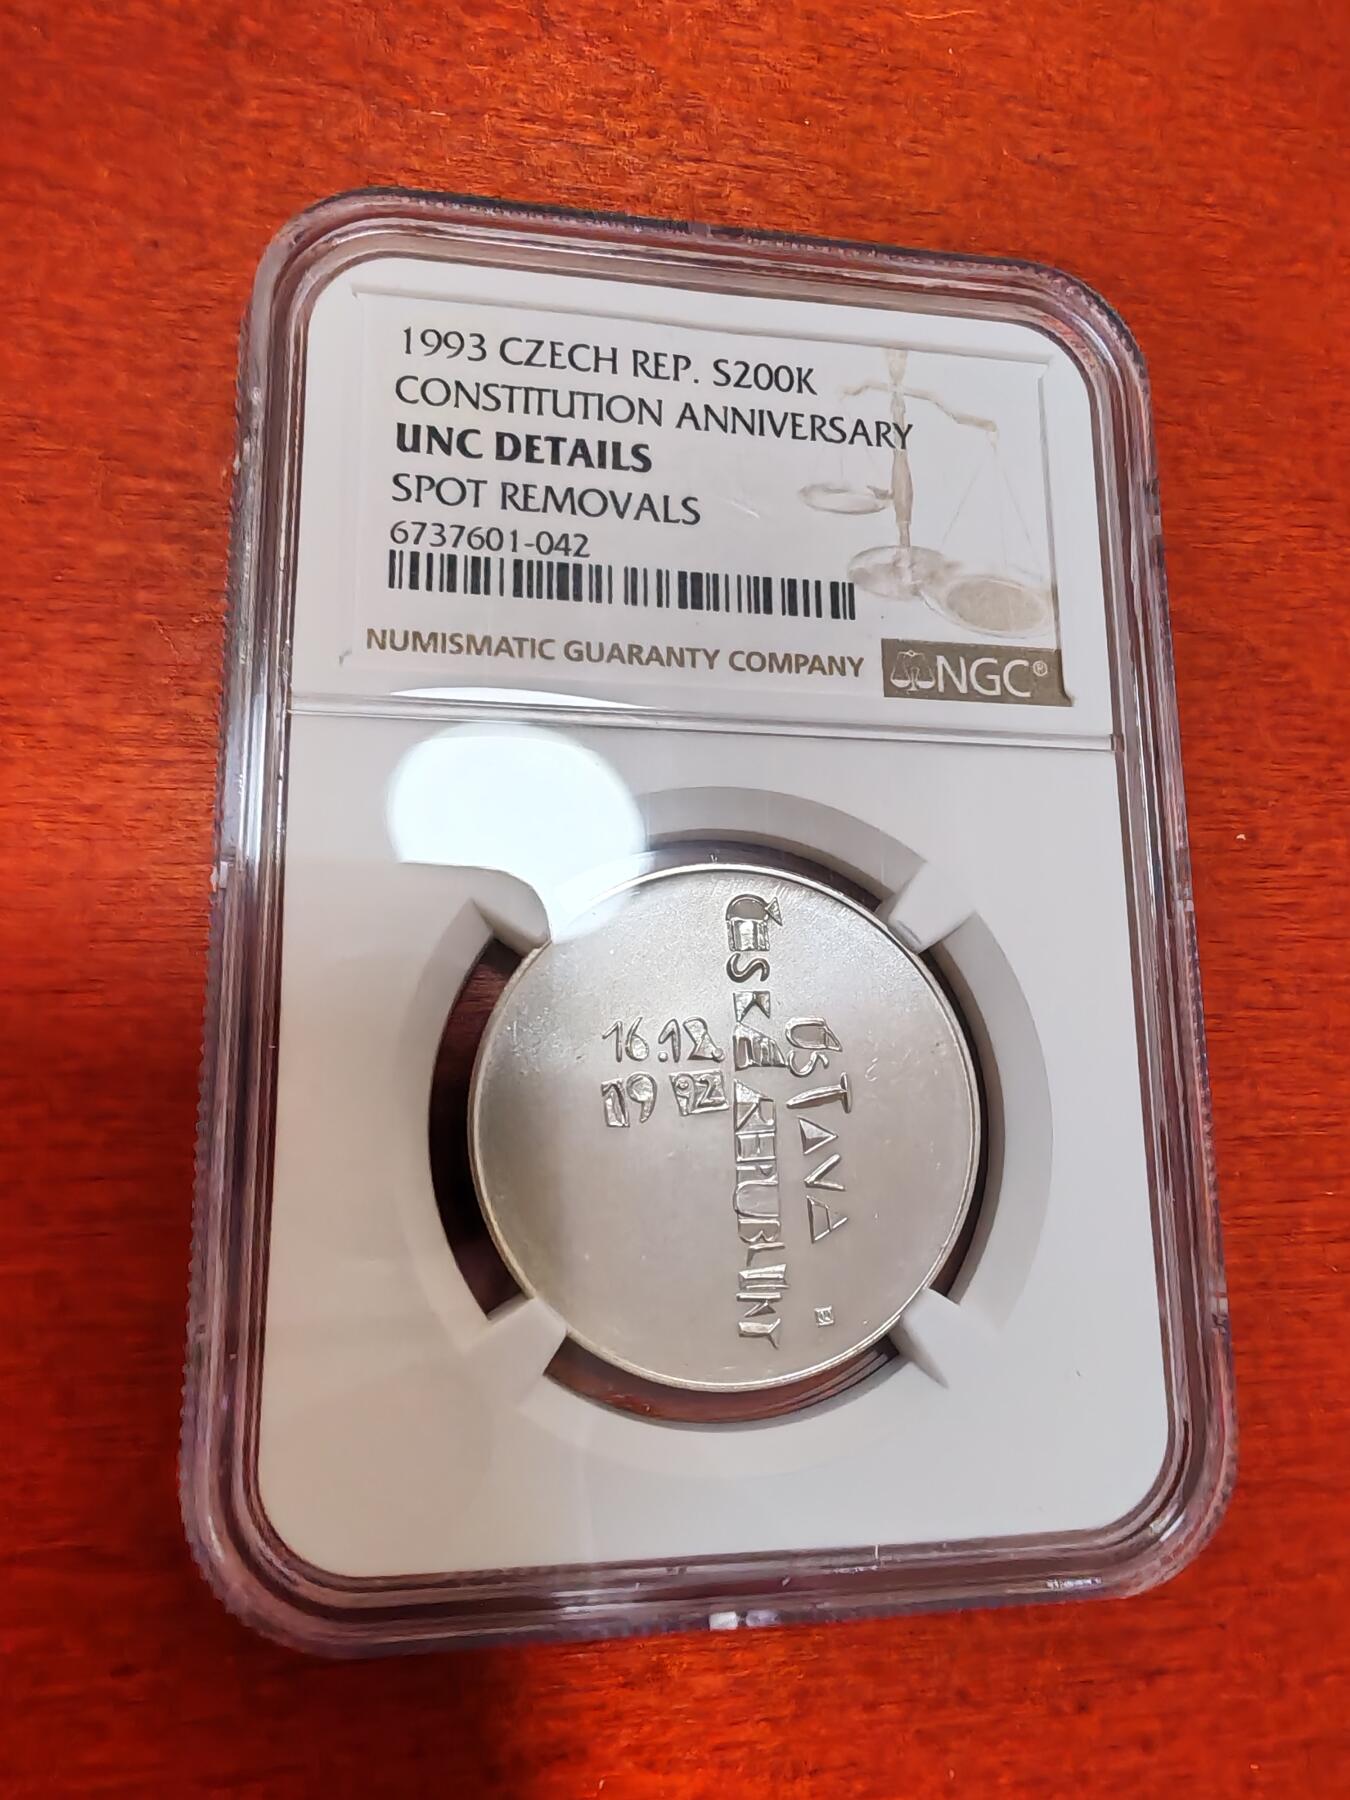 1993 CZECH REP. S200K
CONSTITUTION ANNIVERSARY
UNC DETAILS
SPOT REMOVALS
6737601-042
NUMISMATIC GUARANTY COMPANY
NGC®
ÚSTAVA
ČESKÉ REPUBLIKY
16.12.
1992